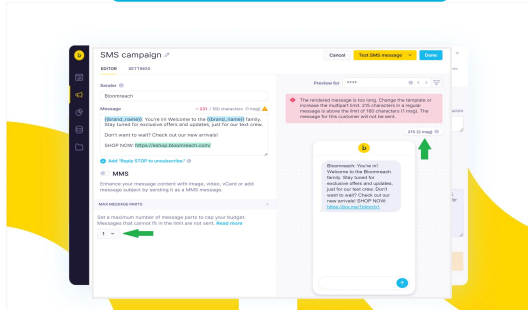 SMS campaign
Cancel
Test SMS message
Done
EDITOR SETTINGS
Sender
Bloomreach
Message
~ 231 / 160 characters (2 msg)
{{brand_name}}: You're in! Welcome to the {{brand_name}} family.
Stay tuned for exclusive offers and updates, just for our text crew.
Don't want to wait? Check out our new arrivals!
SHOP NOW: https://eshop.bloomreach.com/
Add "Reply STOP to unsubscribe."
MMS
Enhance your message content with image, video, vCard or add
message subject by sending it as a MMS message.
MAX MESSAGE PARTS
Set a maximum number of message parts to cap your budget.
Messages that cannot fit in the limit are not sent. Read more
1
Preview for ****
The rendered message is too long. Change the template or
increase the multipart limit. 215 characters in a regular
message is above the limit of 160 characters (1 msg). The
message for this customer will not be sent.
215 (2 msg)
b
Bloomreach: You're in!
Welcome to the Bloomreach
family. Stay tuned for
exclusive offers and updates,
just for our text crew. Don't
want to wait? Check out our
new arrivals! SHOP NOW: